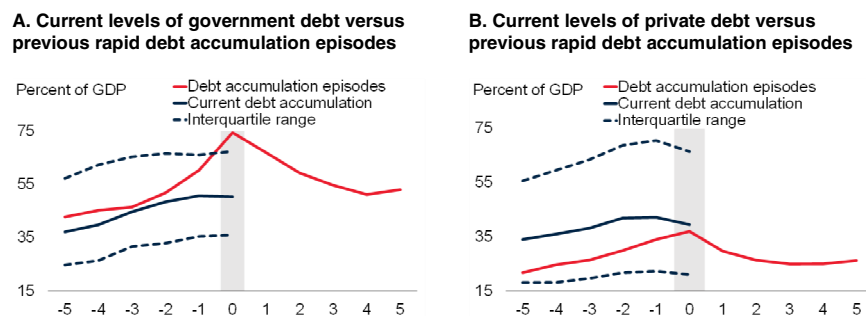 A. Current levels of government debt versus
previous rapid debt accumulation episodes
Percent of GDP
Debt accumulation episodes
Current debt accumulation
Interquartile range
75
55
35
15
-5 -4 -3 -2 -1 0 1 2 3 4 5
B. Current levels of private debt versus
previous rapid debt accumulation episodes
Percent of GDP
Debt accumulation episodes
Current debt accumulation
Interquartile range
75
55
35
15
-5 -4 -3 -2 -1 0 1 2 3 4 5